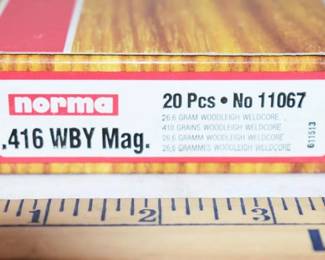 norma
.416 WBY Mag.
20 Pcs • No 11067
26.6 GRAM WOODLEIGH WELDCORE
410 GRAINS WOODLEIGH WELDCORE
26.6 GRAMM WOODLEIGH WELDCORE
26.6 GRAMMES WOODLEIGH WELDCORE
611513
1 2 3